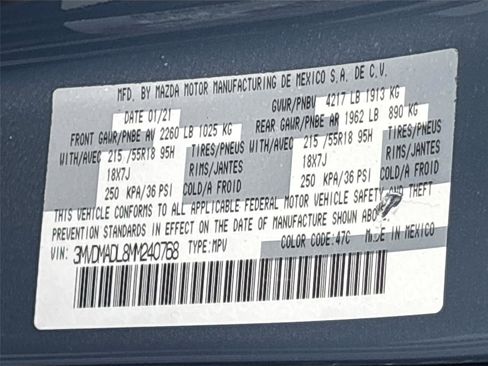 MFD. BY MAZDA MOTOR MANUFACTURING DE MEXICO S.A. DE C.V.
DATE 01/21 GVWR/PNBV 4217 LB 1913 KG
FRONT GAWR/PNBE AV 2260 LB 1025 KG REAR GAWR/PNBE AR 1962 LB 890 KG
WITH/AVEC 215 /55R18 95H TIRES/PNEUS WITH/AVEC 215 /55R18 95H TIRES/PNEUS
18X7J RIMS/JANTES 18X7J RIMS/JANTES
250 KPA/36 PSI COLD/A FROID 250 KPA/36 PSI COLD/A FROID
THIS VEHICLE CONFORMS TO ALL APPLICABLE FEDERAL MOTOR VEHICLE SAFETY AND THEFT
PREVENTION STANDARDS IN EFFECT ON THE DATE OF MANUFACTURE SHOWN
VIN: 3MVDMADL8MM240768 TYPE: MPV COLOR CODE: 47C MADE IN MEXICO